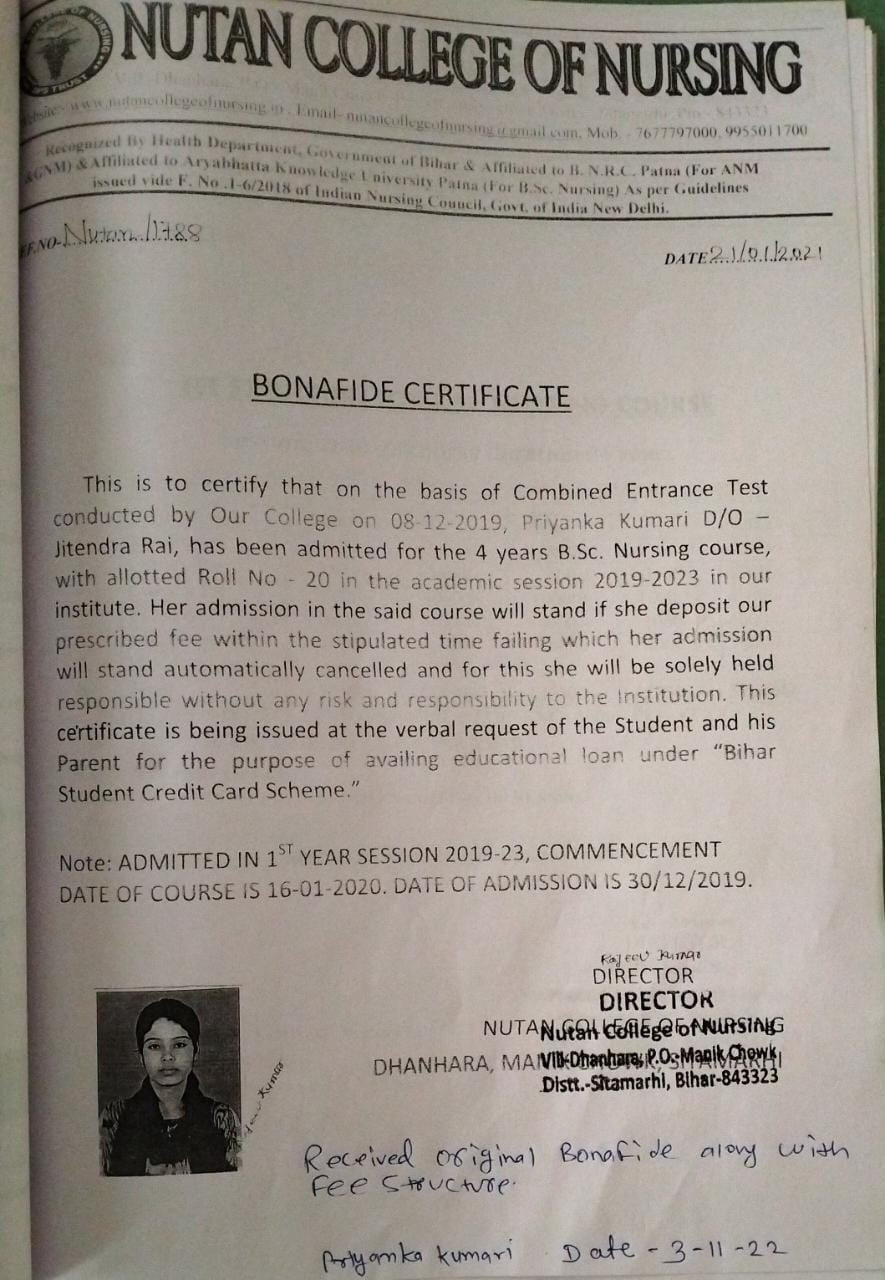 NUTAN COLLEGE OF NURSING
www.nutancollegeofnursing.in, Email- nutancollegeofnursing@gmail.com, Mob. - 7677797000, 9955011700
Recognized By Health Department, Government of Bihar & Affiliated to B. N.R.C. Patna (For ANM
&GNM) & Affiliated to Aryabhatta Knowledge University Patna (For B.Sc. Nursing) As per Guidelines
issued vide F. No .1-6/2018 of Indian Nursing Council, Govt. of India New Delhi.
EF.NO-Nutan/1788
DATE 21/01/2021
BONAFIDE CERTIFICATE
This is to certify that on the basis of Combined Entrance Test
conducted by Our College on 08-12-2019, Priyanka Kumari D/O –
Jitendra Rai, has been admitted for the 4 years B.Sc. Nursing course,
with allotted Roll No - 20 in the academic session 2019-2023 in our
institute. Her admission in the said course will stand if she deposit our
prescribed fee within the stipulated time failing which her admission
will stand automatically cancelled and for this she will be solely held
responsible without any risk and responsibility to the Institution. This
certificate is being issued at the verbal request of the Student and his
Parent for the purpose of availing educational loan under “Bihar
Student Credit Card Scheme.”
Note: ADMITTED IN 1ST YEAR SESSION 2019-23, COMMENCEMENT
DATE OF COURSE IS 16-01-2020. DATE OF ADMISSION IS 30/12/2019.
Rajeev Kumar
DIRECTOR
DIRECTOR
NUTAN COLLEGE OF NURSING
Nutan College of Nursing
DHANHARA, MANIK CHOWK, SITAMARHI
Vill-Dhanhara, P.O.-Manik Chowk
Distt.-Sitamarhi, Bihar-843323
Kumar
Received original Bonafide along with
Fee Structure.
Priyanka kumari Date - 3-11-22